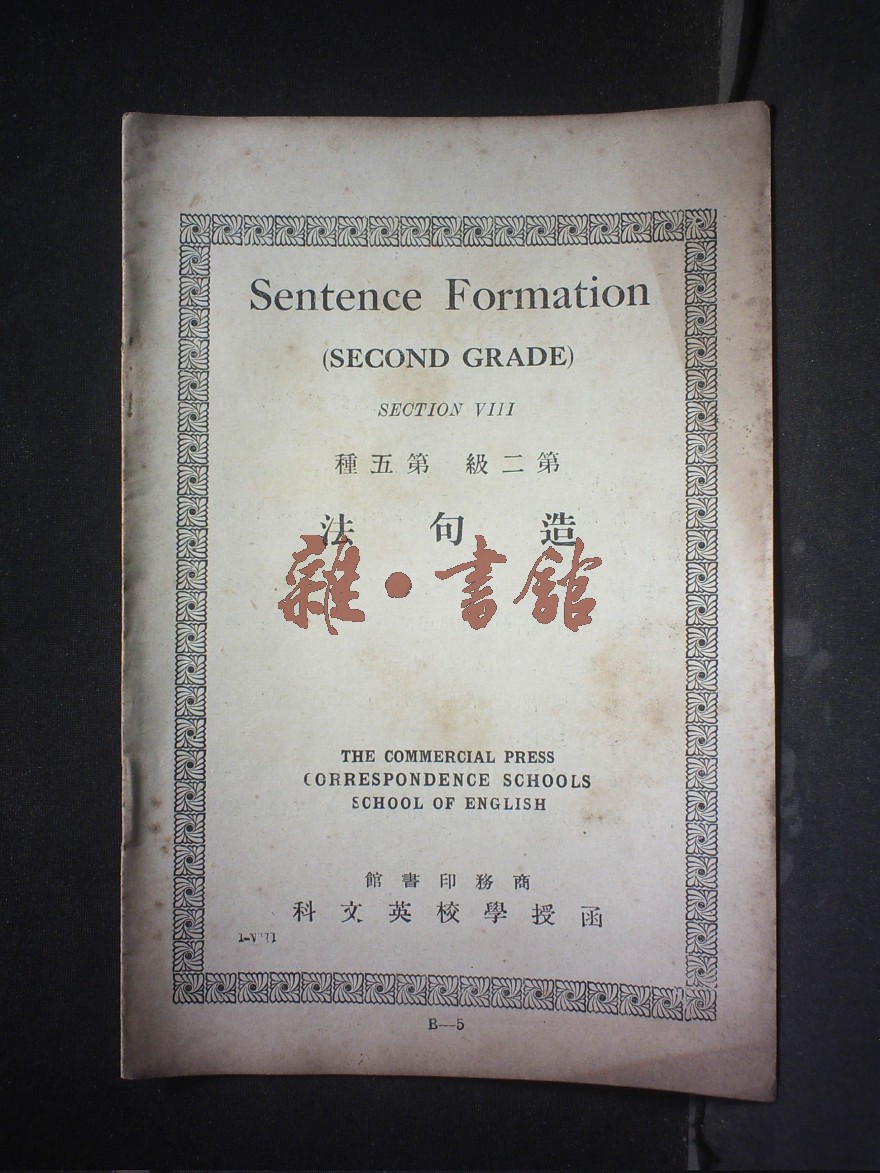 Sentence Formation
(SECOND GRADE)
SECTION VIII
第二級 第五種
造句法
雜·書館
THE COMMERCIAL PRESS
CORRESPONDENCE SCHOOLS
SCHOOL OF ENGLISH
商務印書館
函授學校英文科
B—5